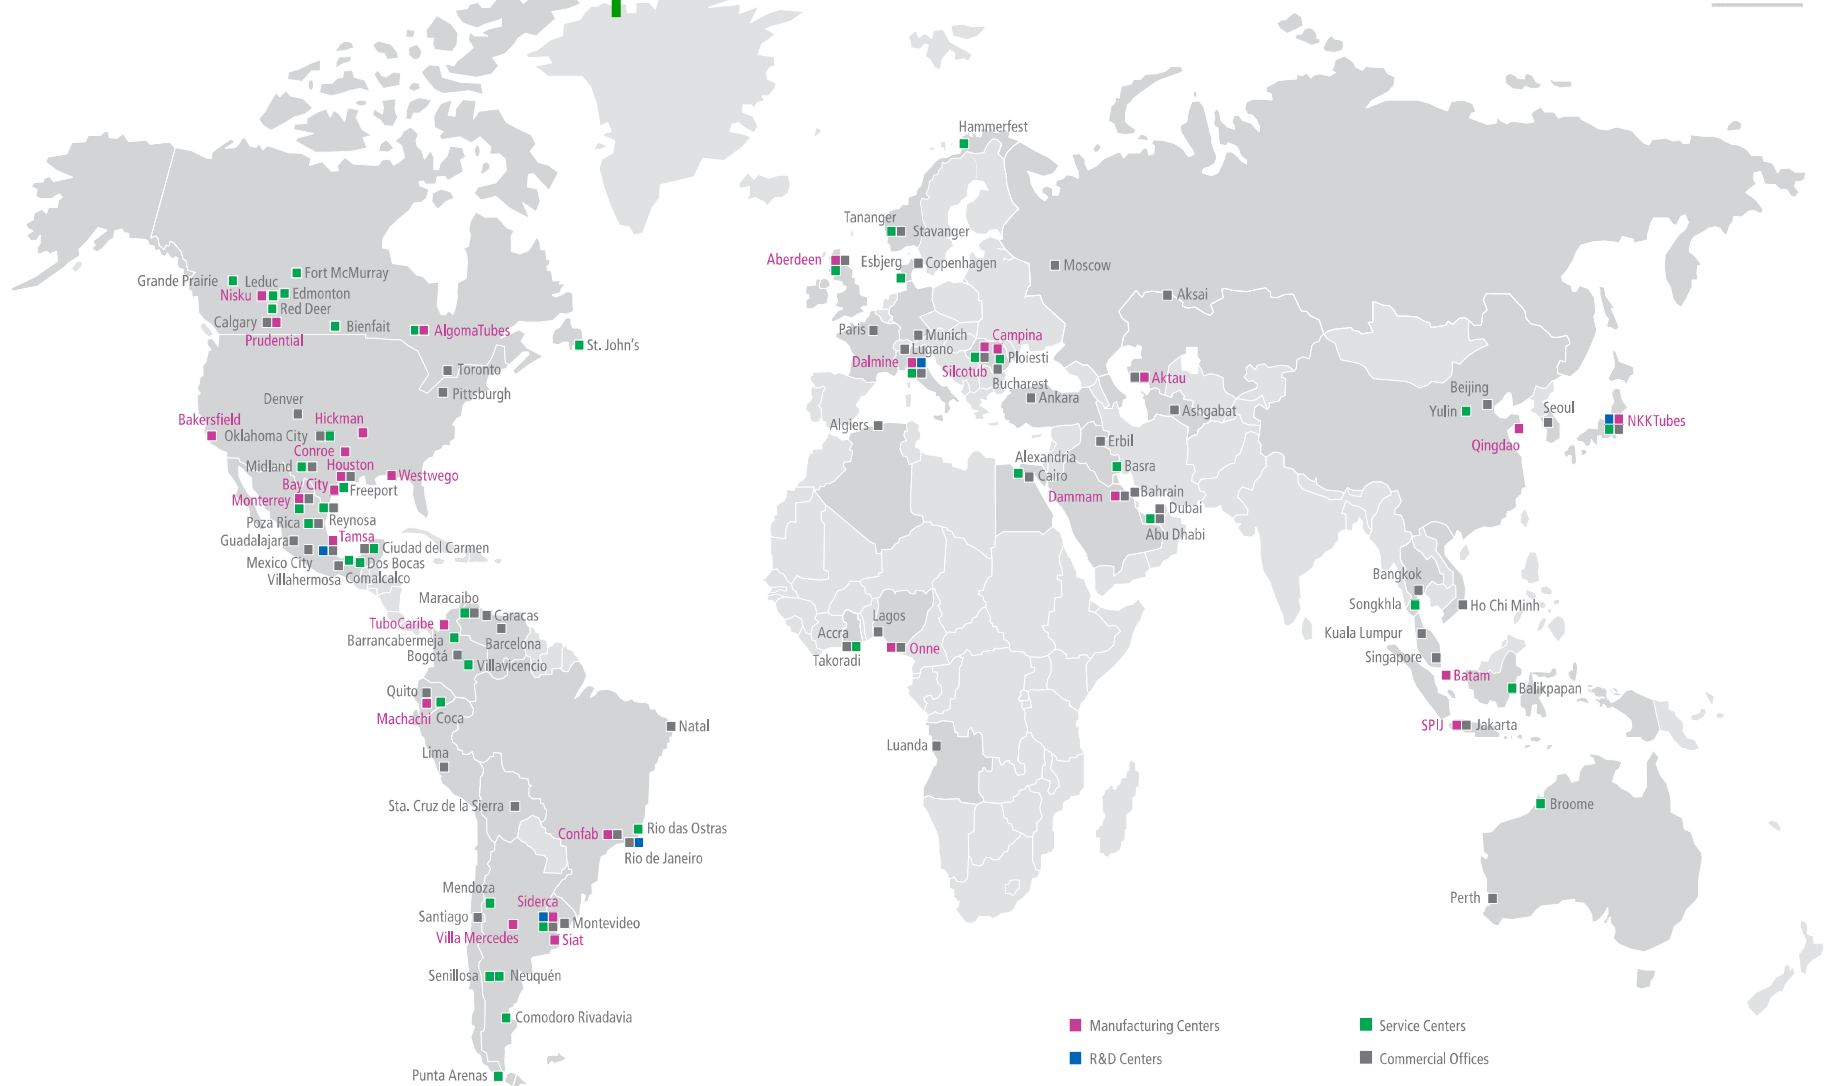 Hammerfest
Tananger
Stavanger
Aberdeen
Esbjerg
Copenhagen
Moscow
Fort McMurray
Grande Prairie
Leduc
Nisku
Edmonton
Aksai
Red Deer
Calgary
Bienfait
AlgomaTubes
Prudential
St. John's
Paris
Munich
Campina
Lugano
Dalmine
Silcotub
Ploiesti
Toronto
Bucharest
Aktau
Pittsburgh
Ankara
Beijing
Denver
Ashgabat
Yulin
Seoul
Bakersfield
Hickman
Algiers
NKKTubes
Oklahoma City
Erbil
Qingdao
Conroe
Alexandria
Midland
Houston
Basra
Westwego
Cairo
Bay City
Freeport
Dammam
Bahrain
Monterrey
Dubai
Poza Rica
Reynosa
Abu Dhabi
Guadalajara
Tamsa
Ciudad del Carmen
Mexico City
Dos Bocas
Villahermosa
Comalcalco
Bangkok
Maracaibo
Songkhla
Ho Chi Minh
Caracas
Lagos
TuboCaribe
Accra
Kuala Lumpur
Barrancabermeja
Barcelona
Onne
Bogotá
Takoradi
Singapore
Villavicencio
Batam
Quito
Balikpapan
Machachi
Coca
Natal
SPIJ
Jakarta
Lima
Luanda
Sta. Cruz de la Sierra
Broome
Confab
Rio das Ostras
Rio de Janeiro
Mendoza
Perth
Siderca
Santiago
Montevideo
Villa Mercedes
Siat
Senillosa
Neuquén
Comodoro Rivadavia
Manufacturing Centers
Service Centers
R&D Centers
Commercial Offices
Punta Arenas